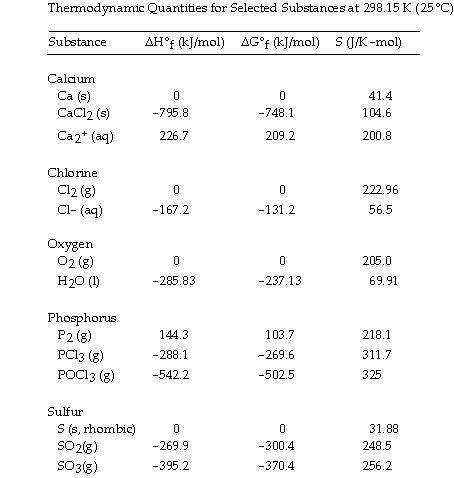 Thermodynamic Quantities for Selected Substances at 298.15 K (25°C)
Substance ΔH°f (kJ/mol) ΔG°f (kJ/mol) S (J/K-mol)
Calcium
Ca (s) 0 0 41.4
CaCl2 (s) -795.8 -748.1 104.6
Ca2+ (aq) 226.7 209.2 200.8
Chlorine
Cl2 (g) 0 0 222.96
Cl- (aq) -167.2 -131.2 56.5
Oxygen
O2 (g) 0 0 205.0
H2O (l) -285.83 -237.13 69.91
Phosphorus
P2 (g) 144.3 103.7 218.1
PCl3 (g) -288.1 -269.6 311.7
POCl3 (g) -542.2 -502.5 325
Sulfur
S (s, rhombic) 0 0 31.88
SO2(g) -269.9 -300.4 248.5
SO3(g) -395.2 -370.4 256.2